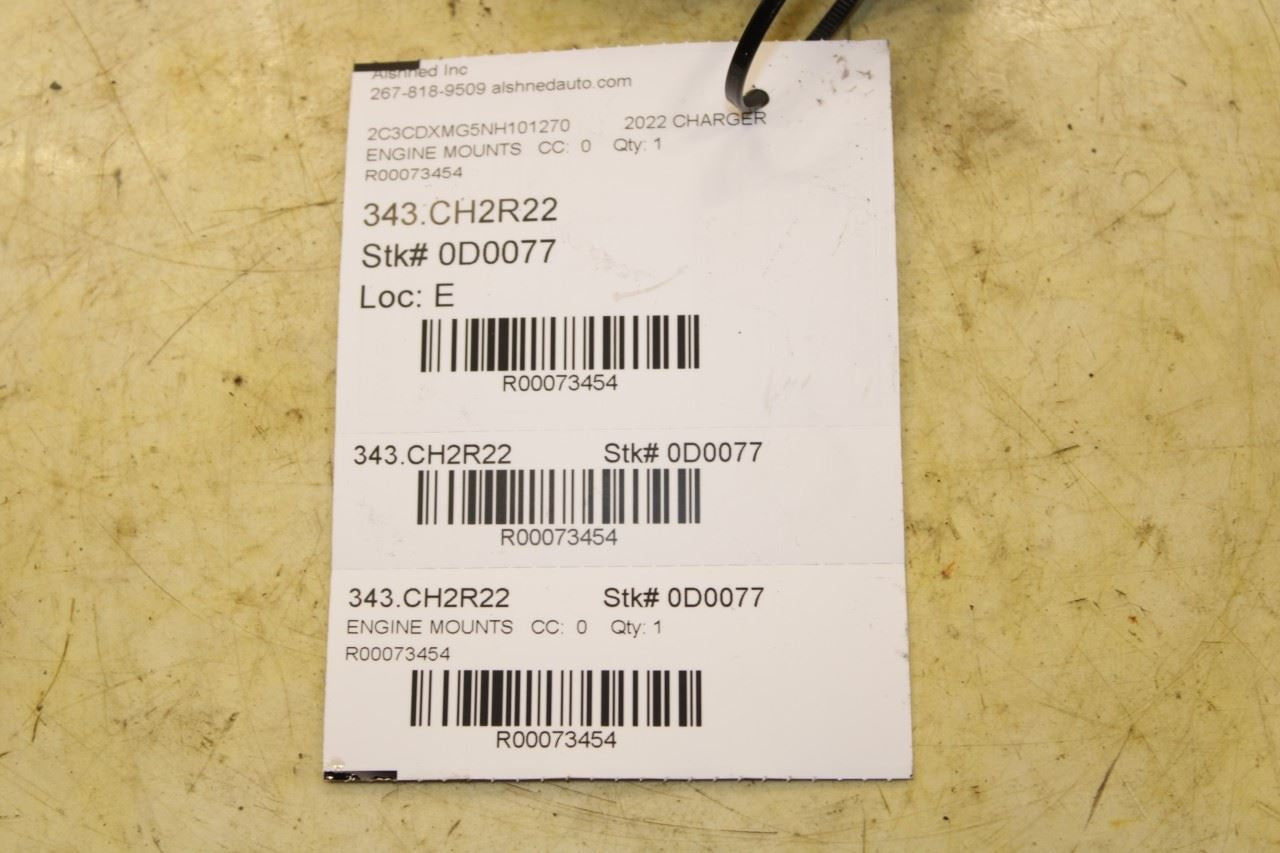 Alshned Inc
267-818-9509 alshnedauto.com
2C3CDXMG5NH101270 2022 CHARGER
ENGINE MOUNTS CC: 0 Qty: 1
R00073454
343.CH2R22
Stk# 0D0077
Loc: E
R00073454
343.CH2R22 Stk# 0D0077
R00073454
343.CH2R22 Stk# 0D0077
ENGINE MOUNTS CC: 0 Qty: 1
R00073454
R00073454